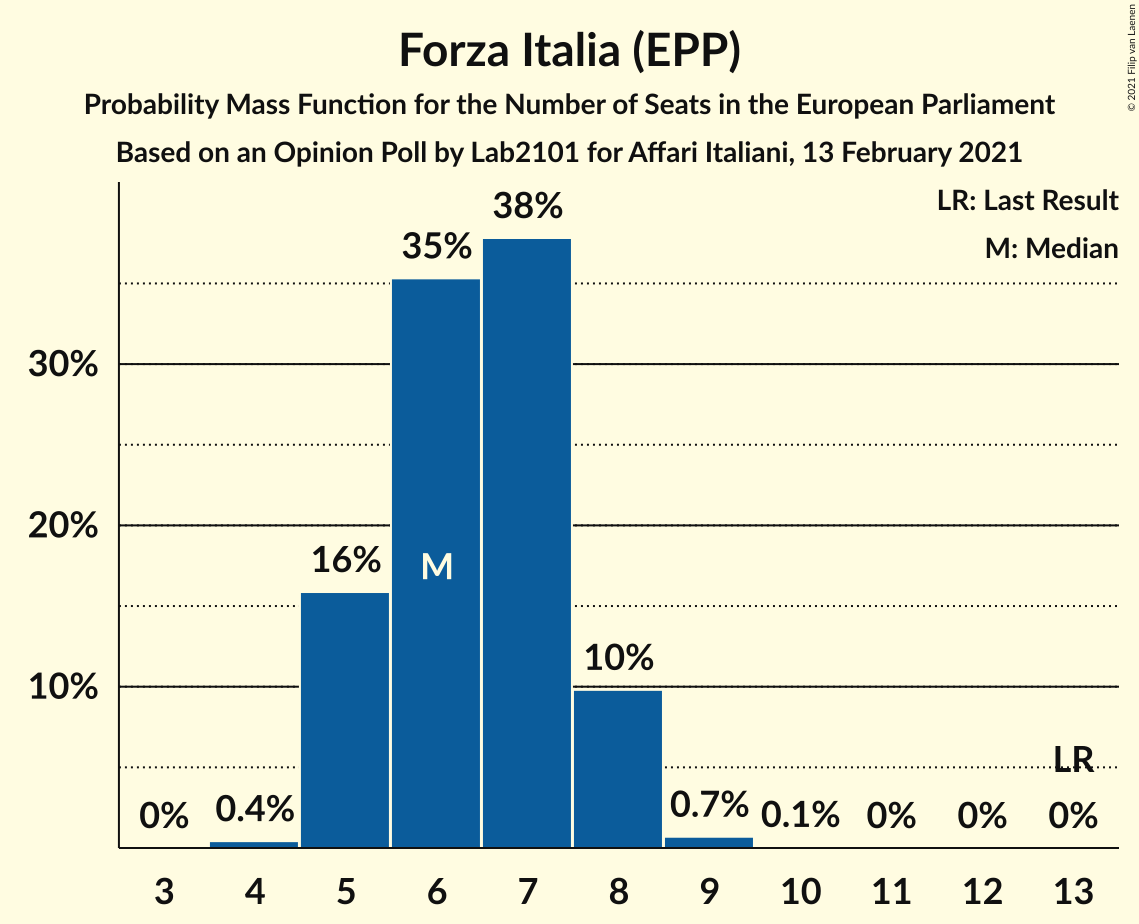 Forza Italia (EPP)
Probability Mass Function for the Number of Seats in the European Parliament
Based on an Opinion Poll by Lab2101 for Affari Italiani, 13 February 2021
© 2021 Filip van Laenen
LR: Last Result
M: Median
38%
35%
30%
20%
16%
M
10%
10%
LR
0%
0.4%
0.7%
0.1%
0%
0%
0%
3 4 5 6 7 8 9 10 11 12 13